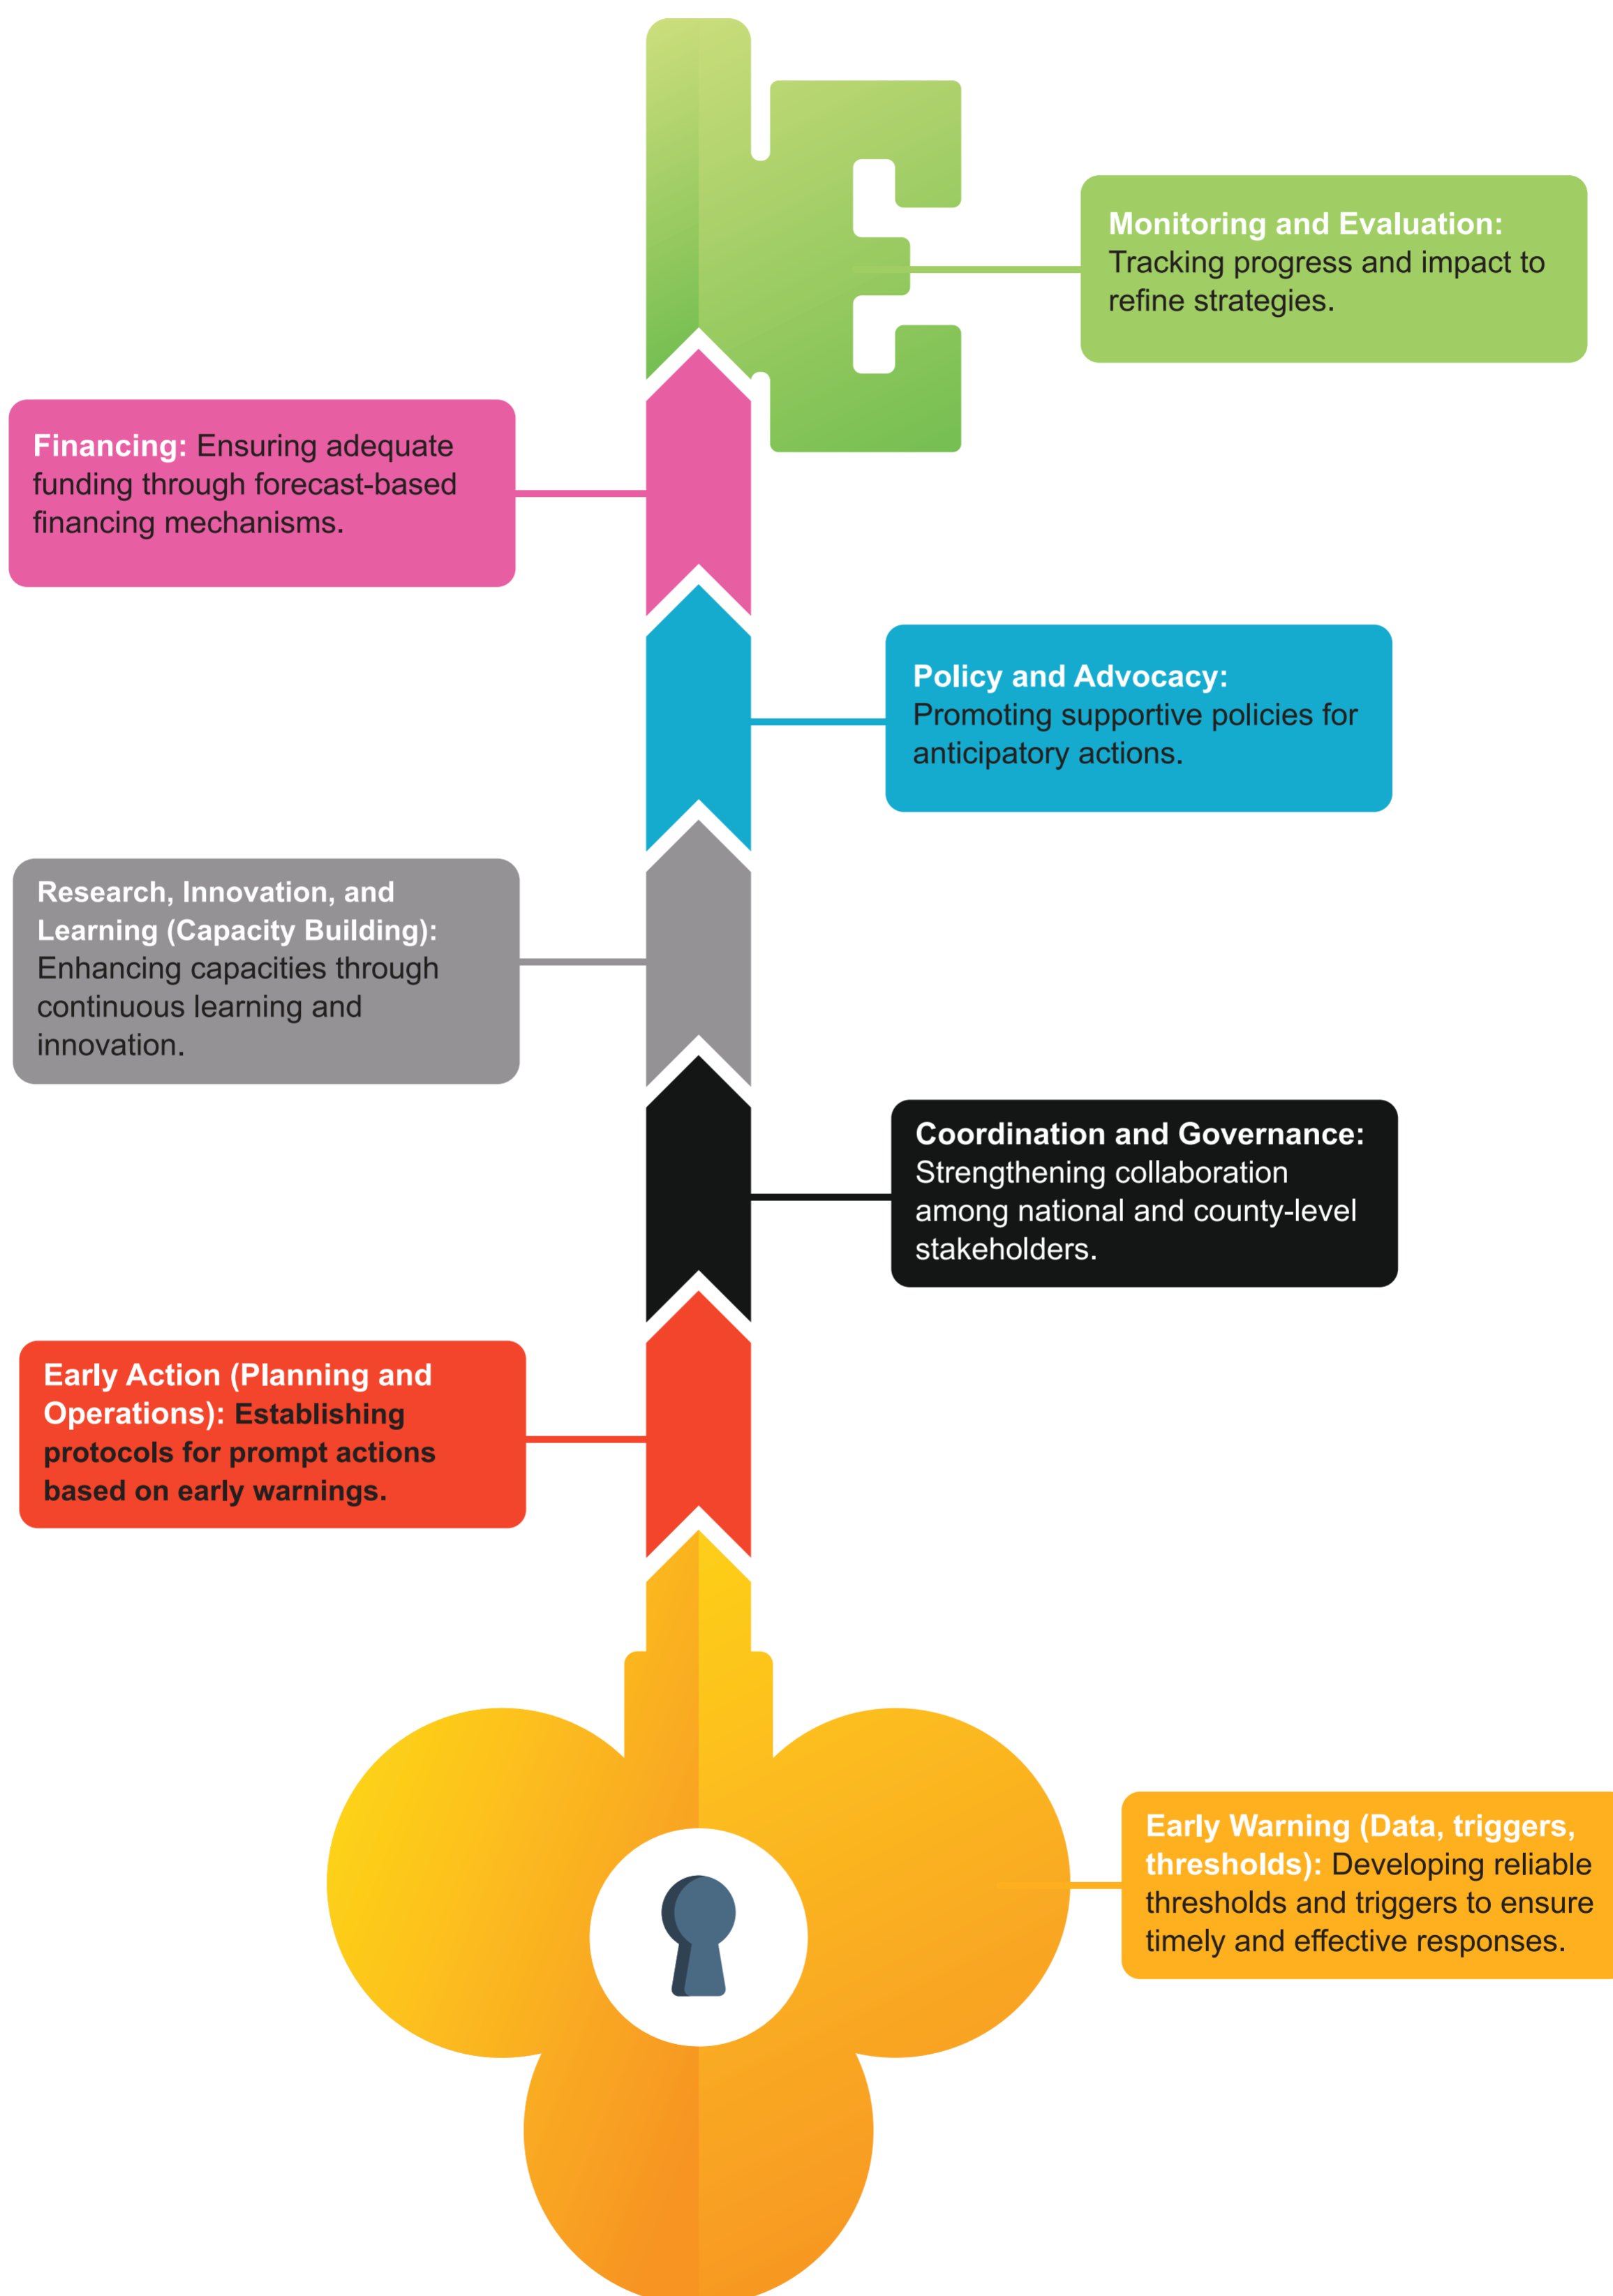 Monitoring and Evaluation:
Tracking progress and impact to
refine strategies.
Financing: Ensuring adequate
funding through forecast-based
financing mechanisms.
Policy and Advocacy:
Promoting supportive policies for
anticipatory actions.
Research, Innovation, and
Learning (Capacity Building):
Enhancing capacities through
continuous learning and
innovation.
Coordination and Governance:
Strengthening collaboration
among national and county-level
stakeholders.
Early Action (Planning and
Operations): Establishing
protocols for prompt actions
based on early warnings.
Early Warning (Data, triggers,
thresholds): Developing reliable
thresholds and triggers to ensure
timely and effective responses.